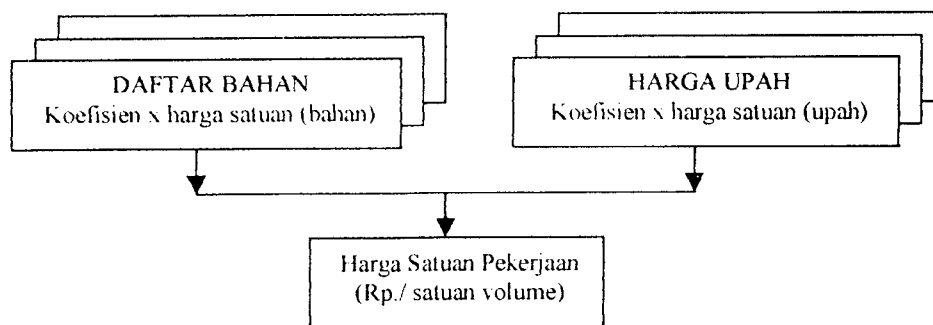 DAFTAR BAHAN
Koefisien x harga satuan (bahan)
HARGA UPAH
Koefisien x harga satuan (upah)
Harga Satuan Pekerjaan
(Rp./ satuan volume)